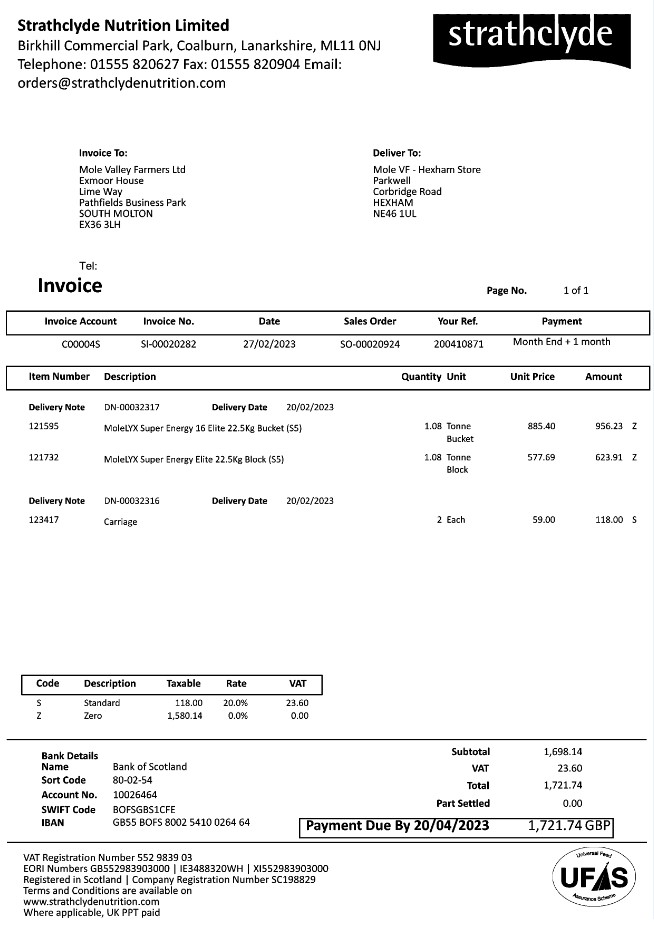 Strathclyde Nutrition Limited
Birkhill Commercial Park, Coalburn, Lanarkshire, ML11 0NJ
Telephone: 01555 820627 Fax: 01555 820904 Email:
orders@strathclydenutrition.com
strathclyde
Invoice To:
Mole Valley Farmers Ltd
Exmoor House
Lime Way
Pathfields Business Park
SOUTH MOLTON
EX36 3LH
Deliver To:
Mole VF - Hexham Store
Parkwell
Corbridge Road
HEXHAM
NE46 1UL
Tel:
Invoice
Page No. 1 of 1
Invoice Account Invoice No. Date Sales Order Your Ref. Payment
C00004S SI-00020282 27/02/2023 SO-00020924 200410871 Month End + 1 month
Item Number Description Quantity Unit Unit Price Amount
Delivery Note DN-00032317 Delivery Date 20/02/2023
121595 MoleLYX Super Energy 16 Elite 22.5Kg Bucket (S5) 1.08 Tonne 885.40 956.23 Z
Bucket
121732 MoleLYX Super Energy Elite 22.5Kg Block (S5) 1.08 Tonne 577.69 623.91 Z
Block
Delivery Note DN-00032316 Delivery Date 20/02/2023
123417 Carriage 2 Each 59.00 118.00 S
Code Description Taxable Rate VAT
S Standard 118.00 20.0% 23.60
Z Zero 1,580.14 0.0% 0.00
Bank Details
Name Bank of Scotland
Sort Code 80-02-54
Account No. 10026464
SWIFT Code BOFSGBS1CFE
IBAN GB55 BOFS 8002 5410 0264 64
Subtotal 1,698.14
VAT 23.60
Total 1,721.74
Part Settled 0.00
Payment Due By 20/04/2023 1,721.74 GBP
VAT Registration Number 552 9839 03
EORI Numbers GB552983903000 | IE3488320WH | XI552983903000
Registered in Scotland | Company Registration Number SC198829
Terms and Conditions are available on
www.strathclydenutrition.com
Where applicable, UK PPT paid
Universal Feed
UFAS
Assurance Scheme